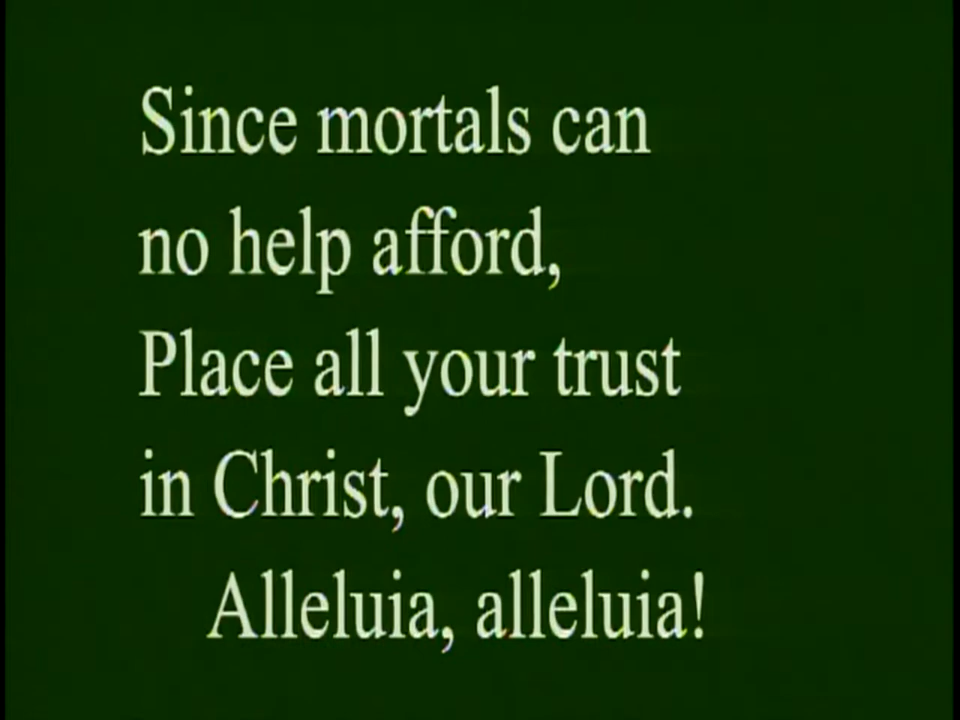 Since mortals can
no help afford,
Place all your trust
in Christ, our Lord.
Alleluia, alleluia!